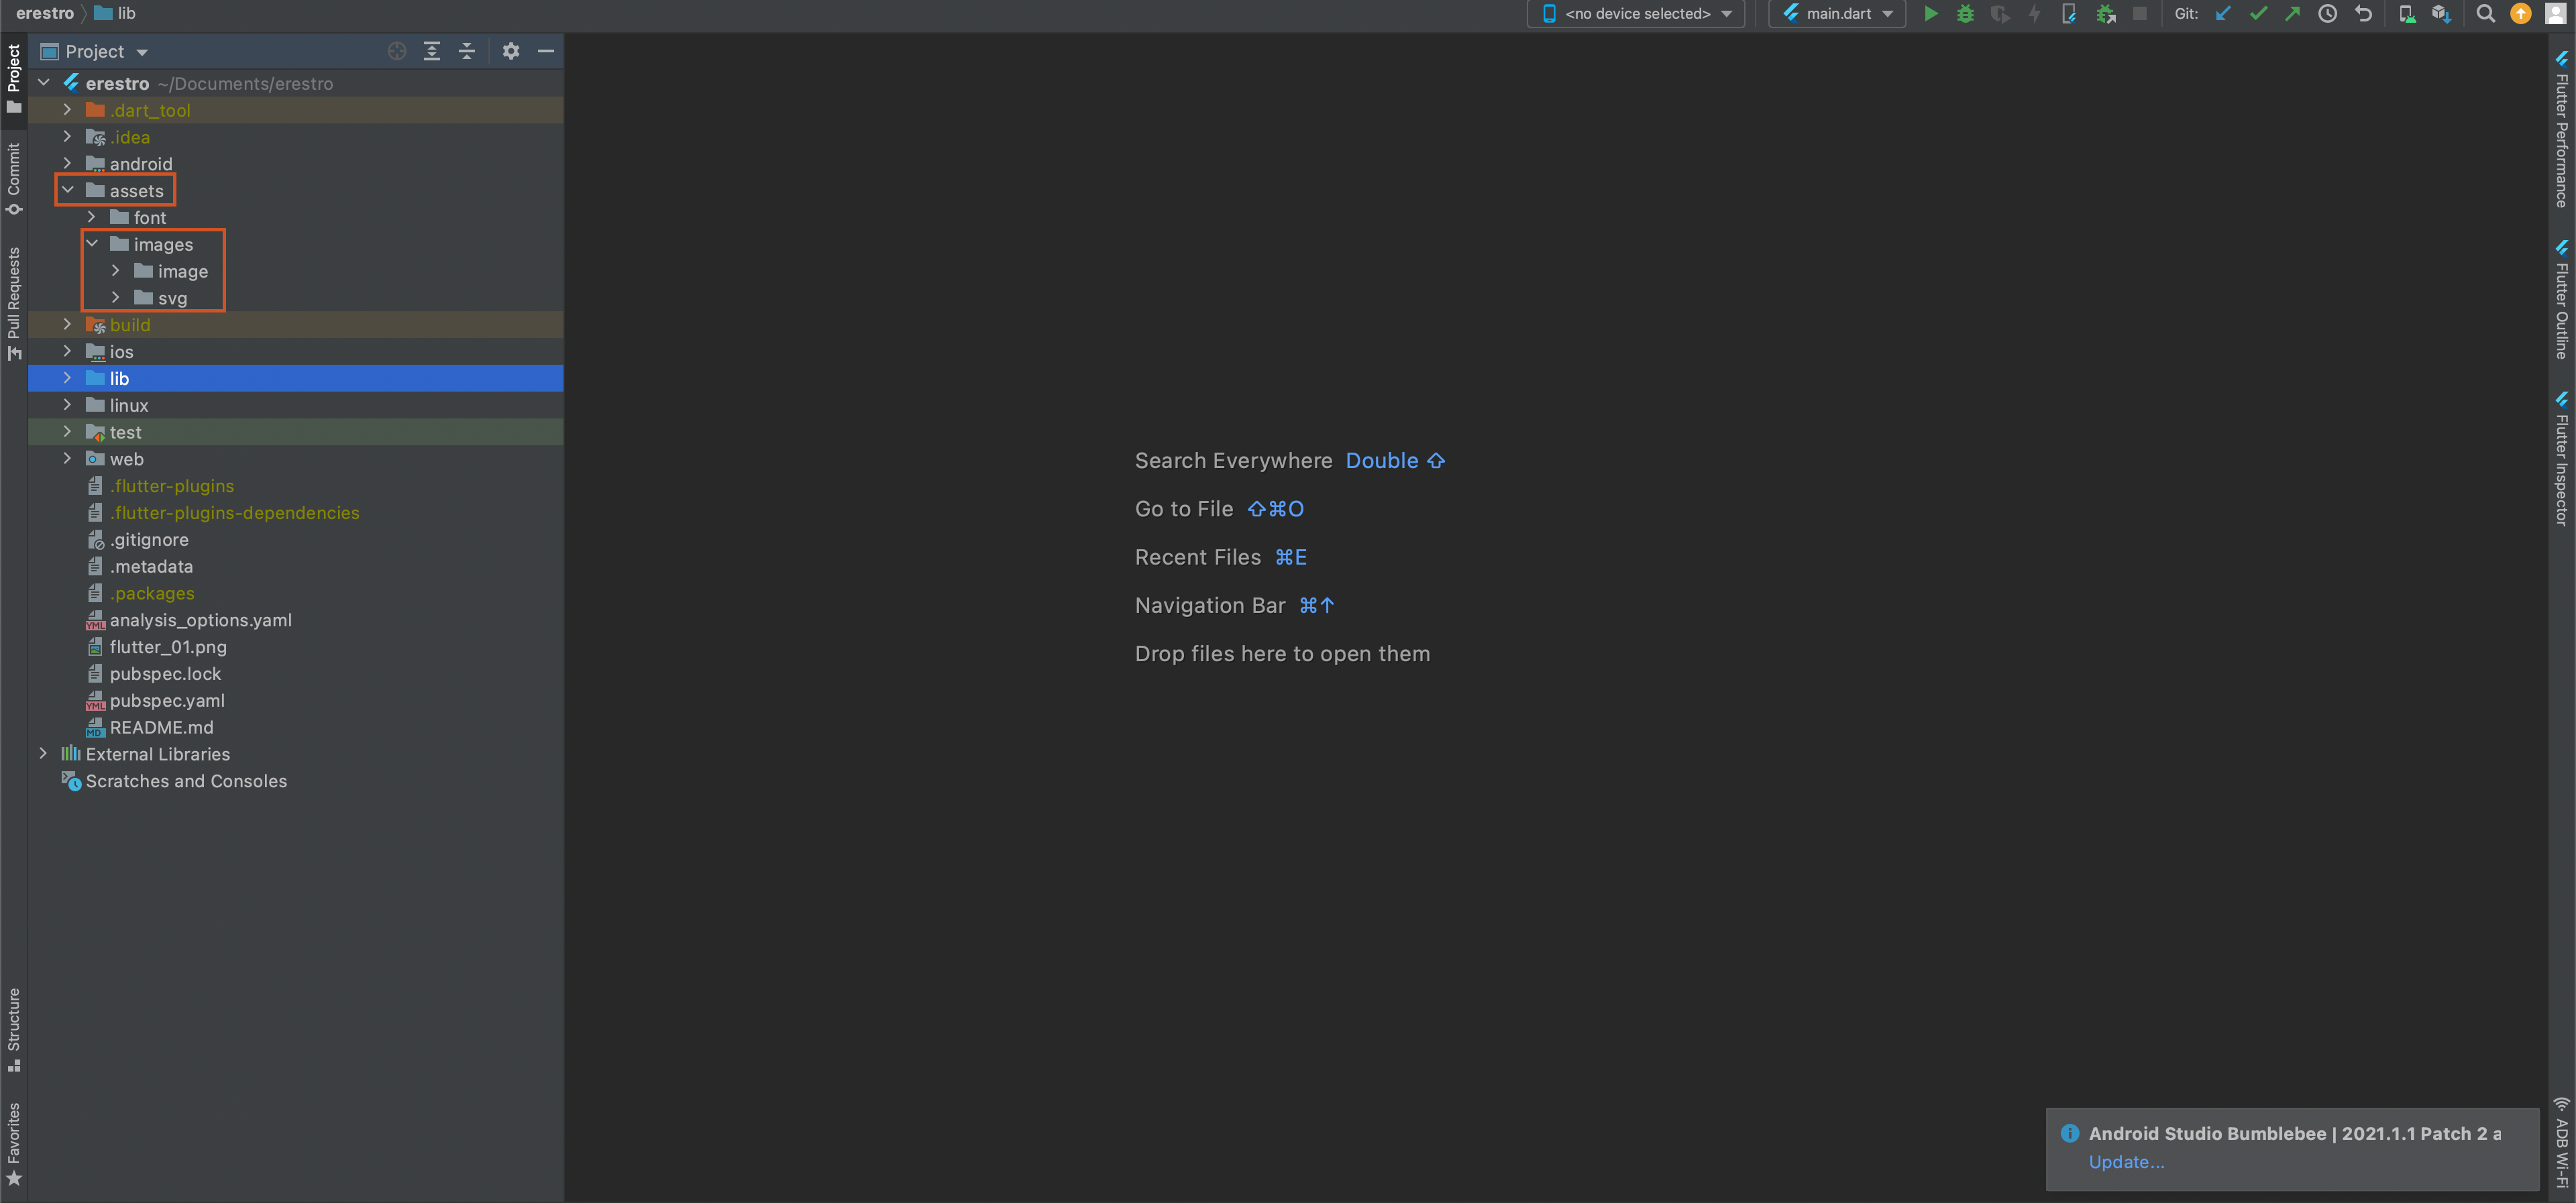 erestro lib
<no device selected> main.dart Git:
Project
Project
Commit
Pull Requests
Structure
Favorites
erestro ~/Documents/erestro
.dart_tool
.idea
android
assets
font
images
image
svg
build
ios
lib
linux
test
web
.flutter-plugins
.flutter-plugins-dependencies
.gitignore
.metadata
.packages
analysis_options.yaml
flutter_01.png
pubspec.lock
pubspec.yaml
README.md
External Libraries
Scratches and Consoles
Search Everywhere Double ⇧
Go to File ⇧⌘O
Recent Files ⌘E
Navigation Bar ⌘↑
Drop files here to open them
Flutter Performance
Flutter Outline
Flutter Inspector
ADB Wi-Fi
Android Studio Bumblebee | 2021.1.1 Patch 2 a
Update...